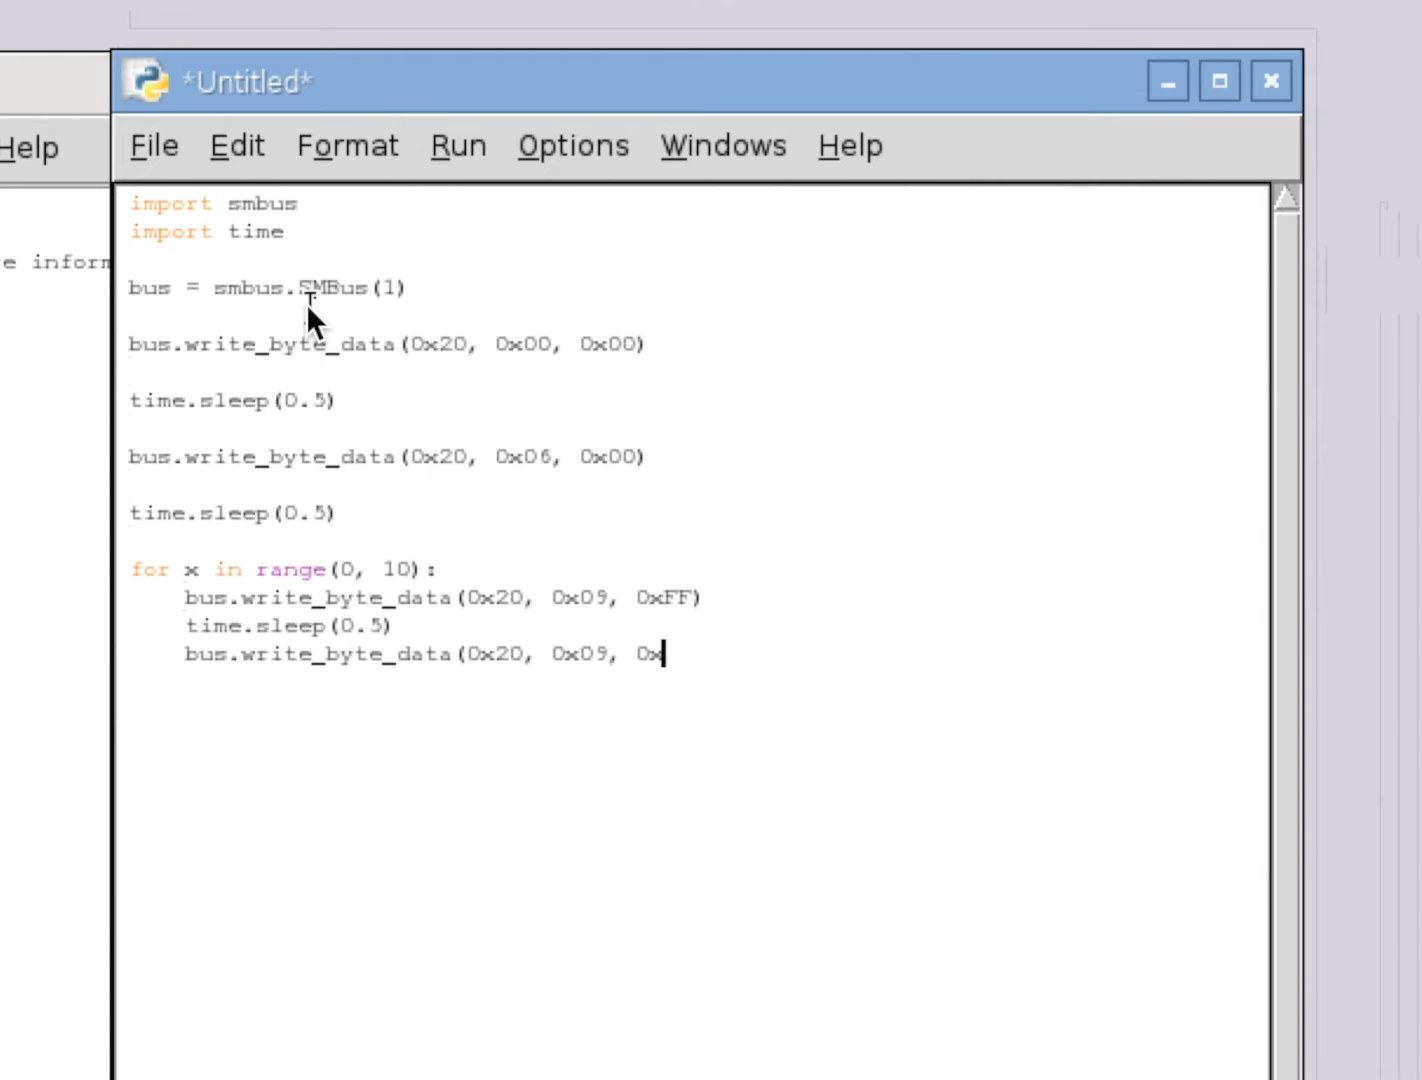 *Untitled*
Help
File Edit Format Run Options Windows Help
e inform
import smbus
import time
bus = smbus.SMBus(1)
bus.write_byte_data(0x20, 0x00, 0x00)
time.sleep(0.5)
bus.write_byte_data(0x20, 0x06, 0x00)
time.sleep(0.5)
for x in range(0, 10):
    bus.write_byte_data(0x20, 0x09, 0xFF)
    time.sleep(0.5)
    bus.write_byte_data(0x20, 0x09, 0x